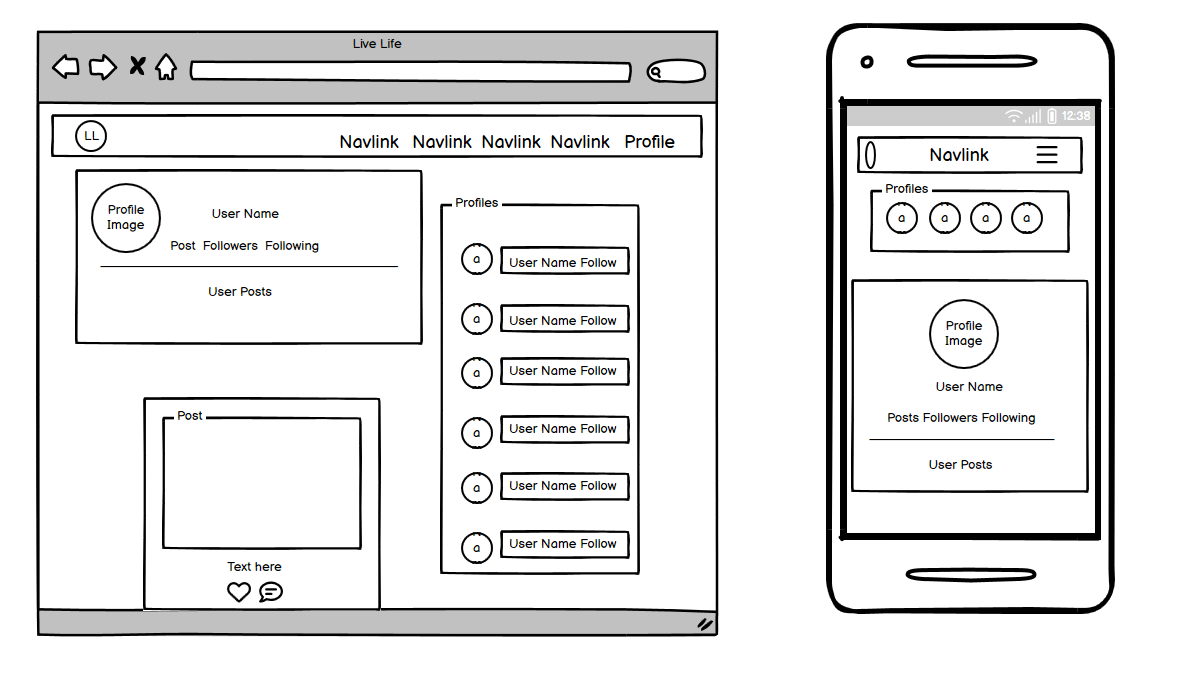 Live Life
LL
Navlink Navlink Navlink Navlink Profile
Profile
Image
User Name
Post Followers Following
User Posts
Profiles
a User Name Follow
a User Name Follow
a User Name Follow
a User Name Follow
a User Name Follow
a User Name Follow
Post
Text here
12:38
Navlink
Profiles
a a a a
Profile
Image
User Name
Posts Followers Following
User Posts